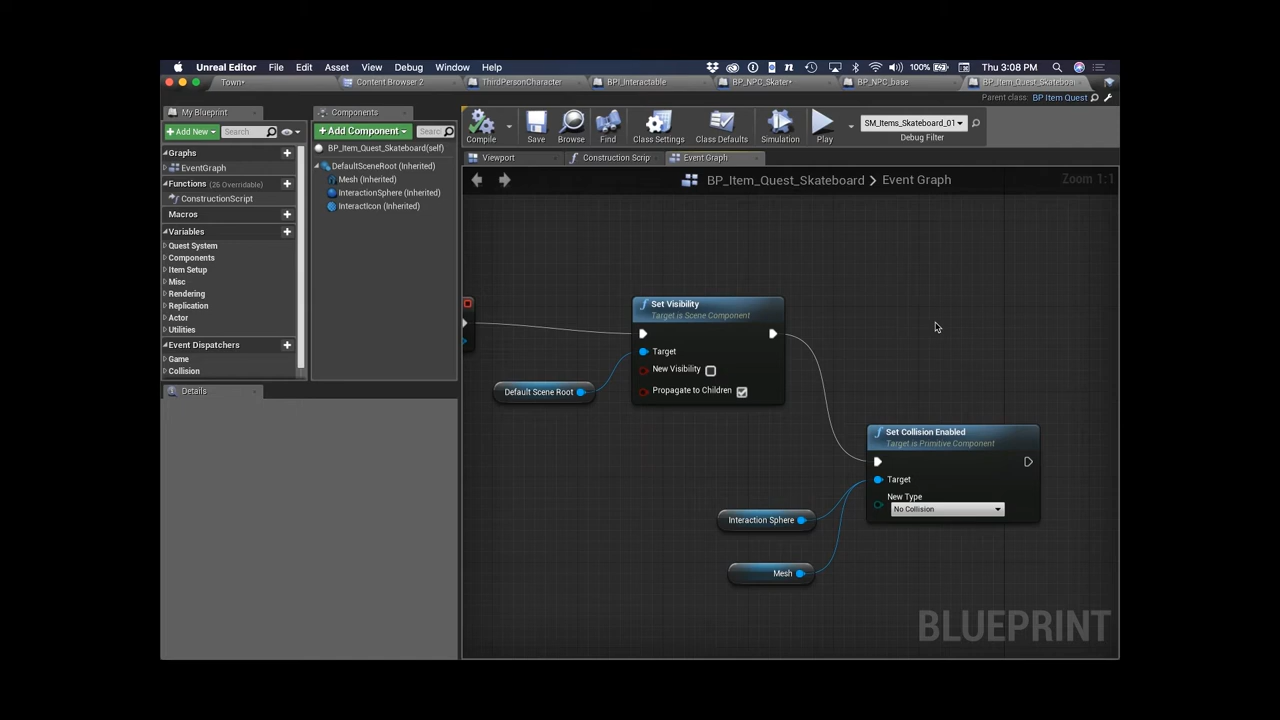 Unreal Editor File Edit Asset View Debug Window Help
100% Thu 3:08 PM
Town• Content Browser 2 ThirdPersonCharacter BPI_Interactable BP_NPC_Skater• BP_NPC_base BP_Item_Quest_Skateboar
Parent class: BP Item Quest
My Blueprint
Components
+Add New Search
+ Add Component Searc
Compile Save Browse Find Class Settings Class Defaults Simulation Play
SM_Items_Skateboard_01
Debug Filter
BP_Item_Quest_Skateboard(self)
Graphs
EventGraph
Functions (26 Overridable)
ConstructionScript
Macros
Variables
Quest System
Components
Item Setup
Misc
Rendering
Replication
Actor
Utilities
Event Dispatchers
Game
Collision
DefaultSceneRoot (Inherited)
Mesh (Inherited)
InteractionSphere (Inherited)
InteractIcon (Inherited)
Details
Viewport Construction Scrip Event Graph
BP_Item_Quest_Skateboard > Event Graph
Zoom 1:1
Set Visibility
Target is Scene Component
Target
New Visibility
Propagate to Children
Default Scene Root
Set Collision Enabled
Target is Primitive Component
Target
New Type
No Collision
Interaction Sphere
Mesh
BLUEPRINT